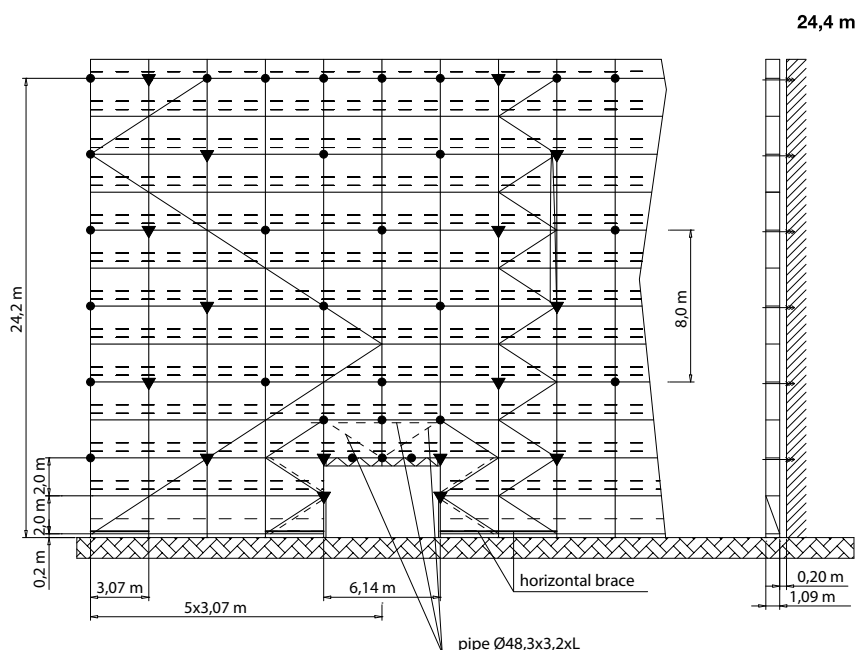 24,4 m
24,2 m
8,0 m
2,0 m
2,0 m
0,2 m
3,07 m
6,14 m
5x3,07 m
horizontal brace
0,20 m
1,09 m
pipe Ø48,3x3,2xL